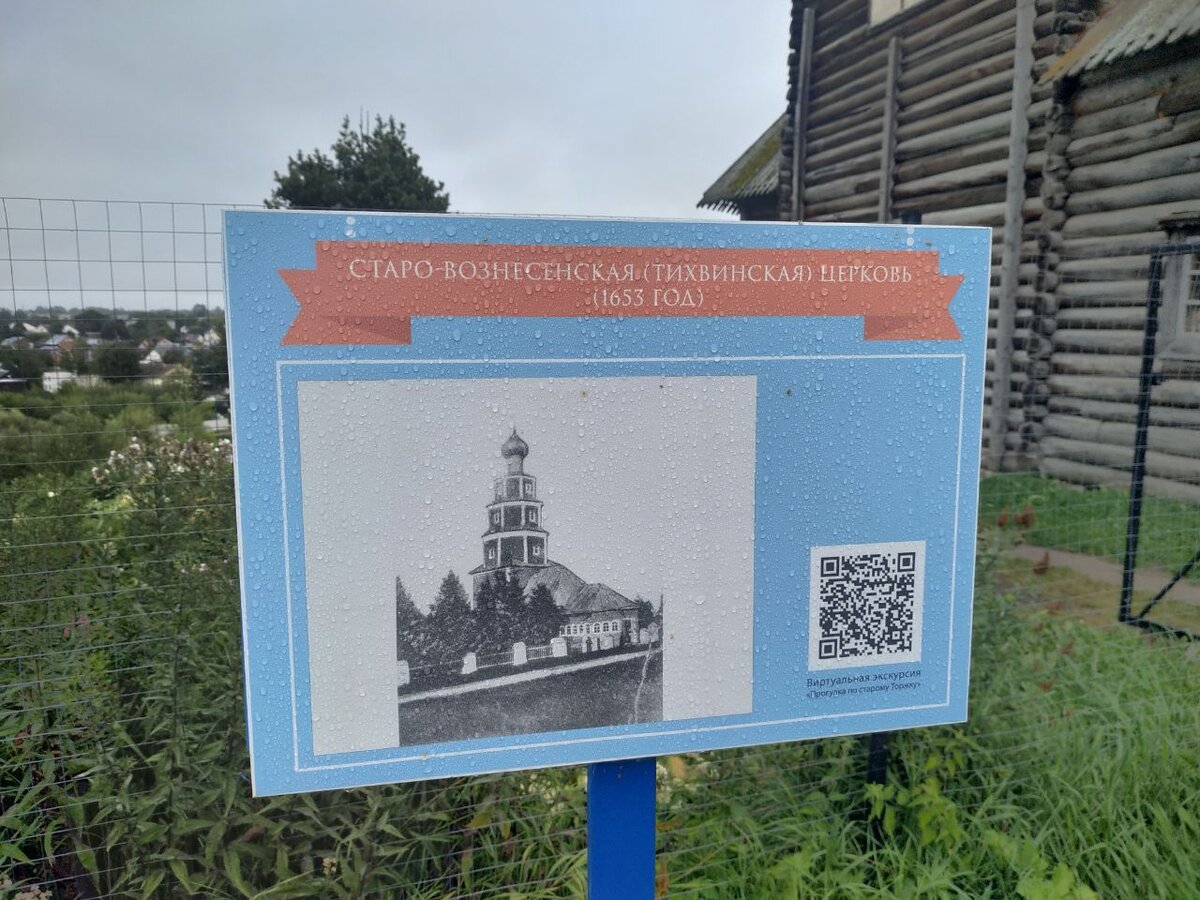 СТАРО-ВОЗНЕСЕНСКАЯ (ТИХВИНСКАЯ) ЦЕРКОВЬ
(1653 ГОД)
Виртуальная экскурсия
«Прогулка по старому Торжку»